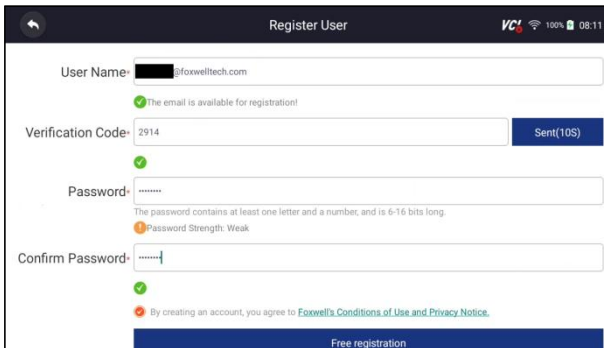 Register User
VCI 100% 08:11
User Name* @foxwelltech.com
The email is available for registration!
Verification Code* 2914 Sent(10S)
Password* ••••••••
The password contains at least one letter and a number, and is 6-16 bits long.
Password Strength: Weak
Confirm Password* ••••••••
By creating an account, you agree to Foxwell's Conditions of Use and Privacy Notice.
Free registration